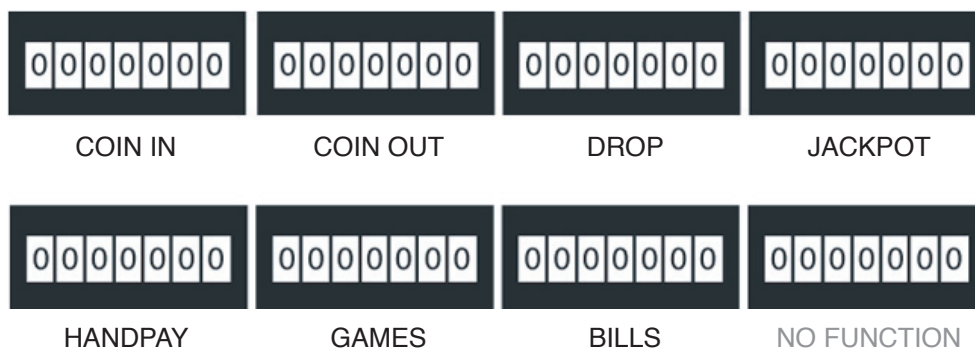 0000000 0000000 0000000 0000000
COIN IN COIN OUT DROP JACKPOT
0000000 0000000 0000000 0000000
HANDPAY GAMES BILLS NO FUNCTION